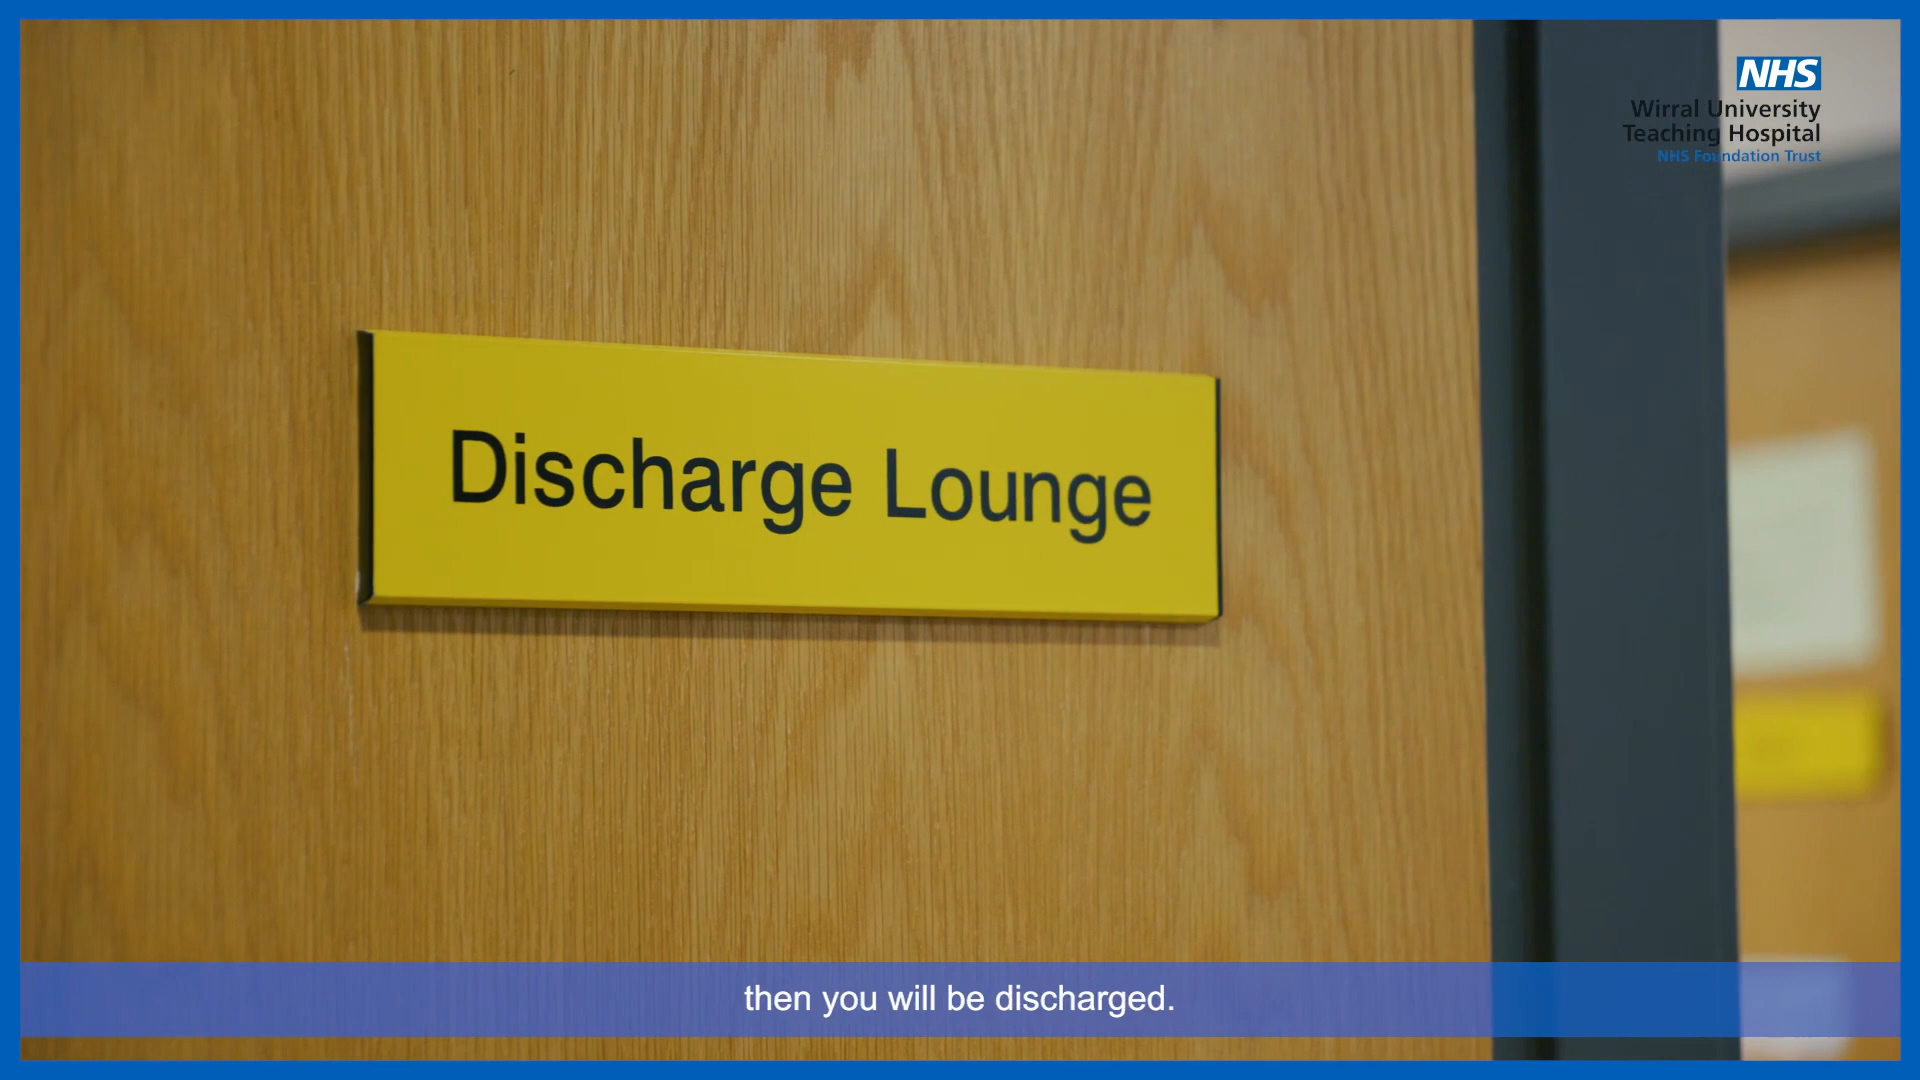 NHS
Wirral University
Teaching Hospital
NHS Foundation Trust
Discharge Lounge
then you will be discharged.